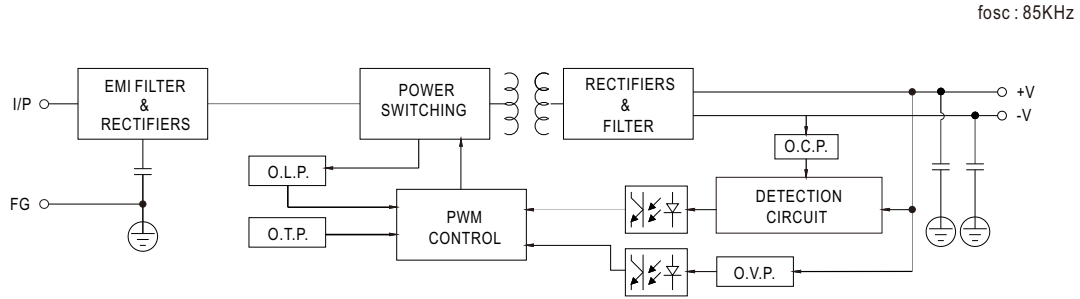 fosc : 85KHz
I/P
EMI FILTER
&
RECTIFIERS
POWER
SWITCHING
RECTIFIERS
&
FILTER
+V
-V
O.C.P.
O.L.P.
DETECTION
CIRCUIT
FG
PWM
CONTROL
O.T.P.
O.V.P.